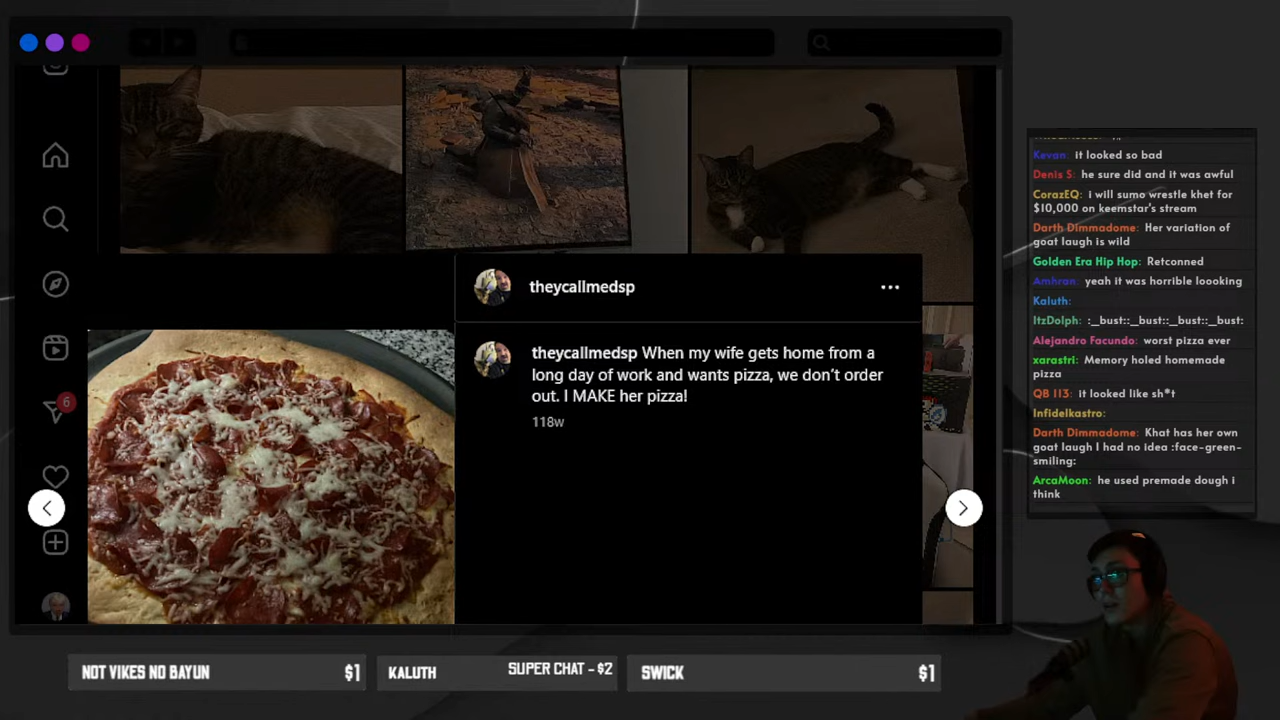 theycallmedsp
theycallmedsp When my wife gets home from a
long day of work and wants pizza, we don't order
out. I MAKE her pizza!
118w
6
Kevan: it looked so bad
Denis S: he sure did and it was awful
CorazEQ: i will sumo wrestle khet for
$10,000 on keemstar's stream
Darth Dimmadome: Her variation of
goat laugh is wild
Golden Era Hip Hop: Retconned
Amhran: yeah it was horrible loooking
Kaluth:
ItzDolph: :_bust::_bust::_bust::_bust:
Alejandro Facundo: worst pizza ever
xarastri: Memory holed homemade
pizza
QB 113: it looked like sh*t
Infidelkastro:
Darth Dimmadome: Khat has her own
goat laugh I had no idea :face-green-
smiling:
ArcaMoon: he used premade dough i
think
NOT VIKES NO BAYUN $1
KALUTH SUPER CHAT - $2
SWICK $1